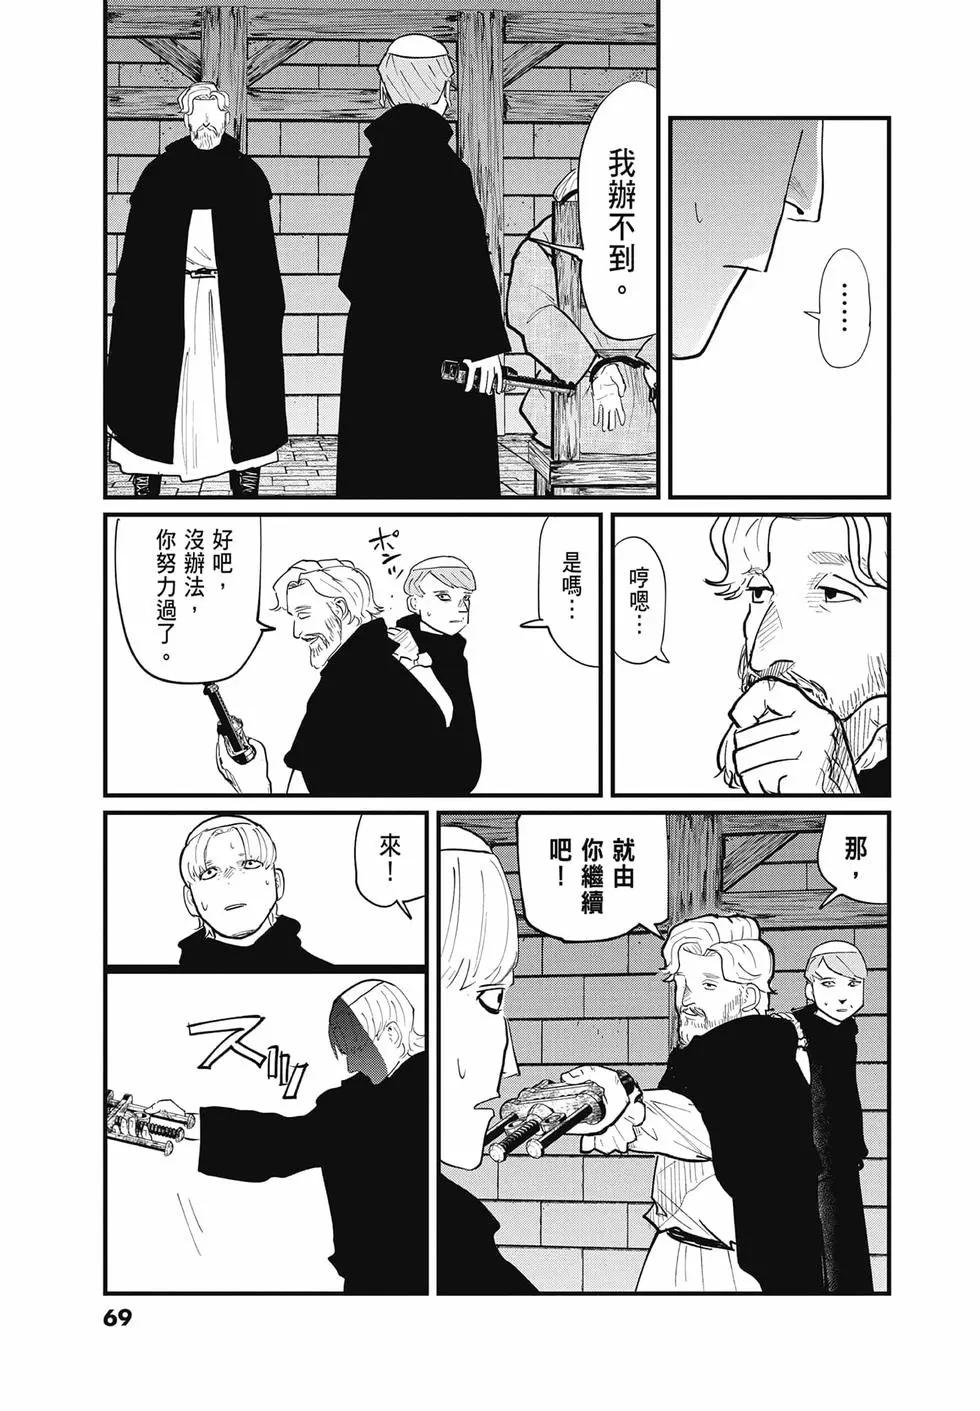 ……
我辦不到。
哼嗯…
是嗎…
ポンッ
好吧，
沒辦法，
你努力過了。
那，
就由
你繼續
吧！
來！
スッ
69